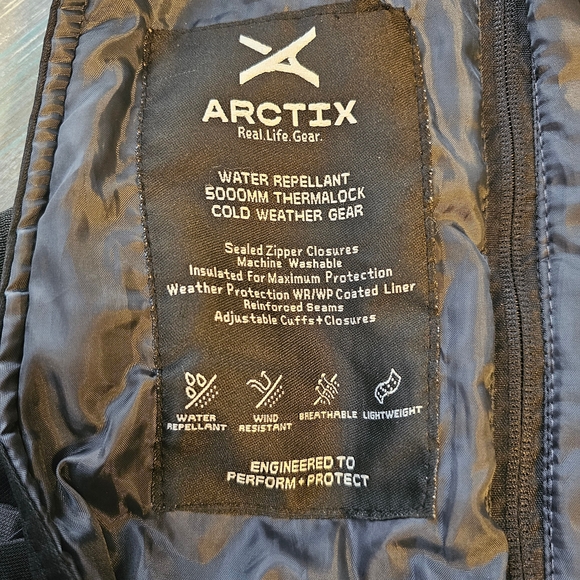 ARCTIX
Real.Life.Gear.
WATER REPELLANT
5000MM THERMALOCK
COLD WEATHER GEAR
Sealed Zipper Closures
Machine Washable
Insulated For Maximum Protection
Weather Protection WR/WP Coated Liner
Reinforced Seams
Adjustable Cuffs+Closures
WATER REPELLANT
WIND RESISTANT
BREATHABLE
LIGHTWEIGHT
ENGINEERED TO
PERFORM+PROTECT